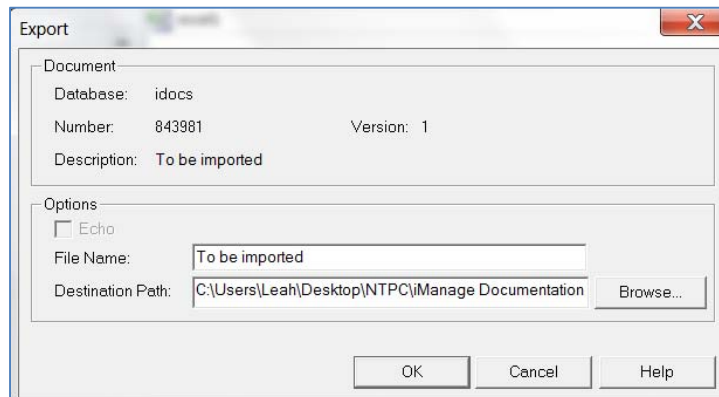 Export
Document
Database: idocs
Number: 843981 Version: 1
Description: To be imported
Options
Echo
File Name: To be imported
Destination Path: C:\Users\Leah\Desktop\NTPC\iManage Documentation Browse...
OK Cancel Help